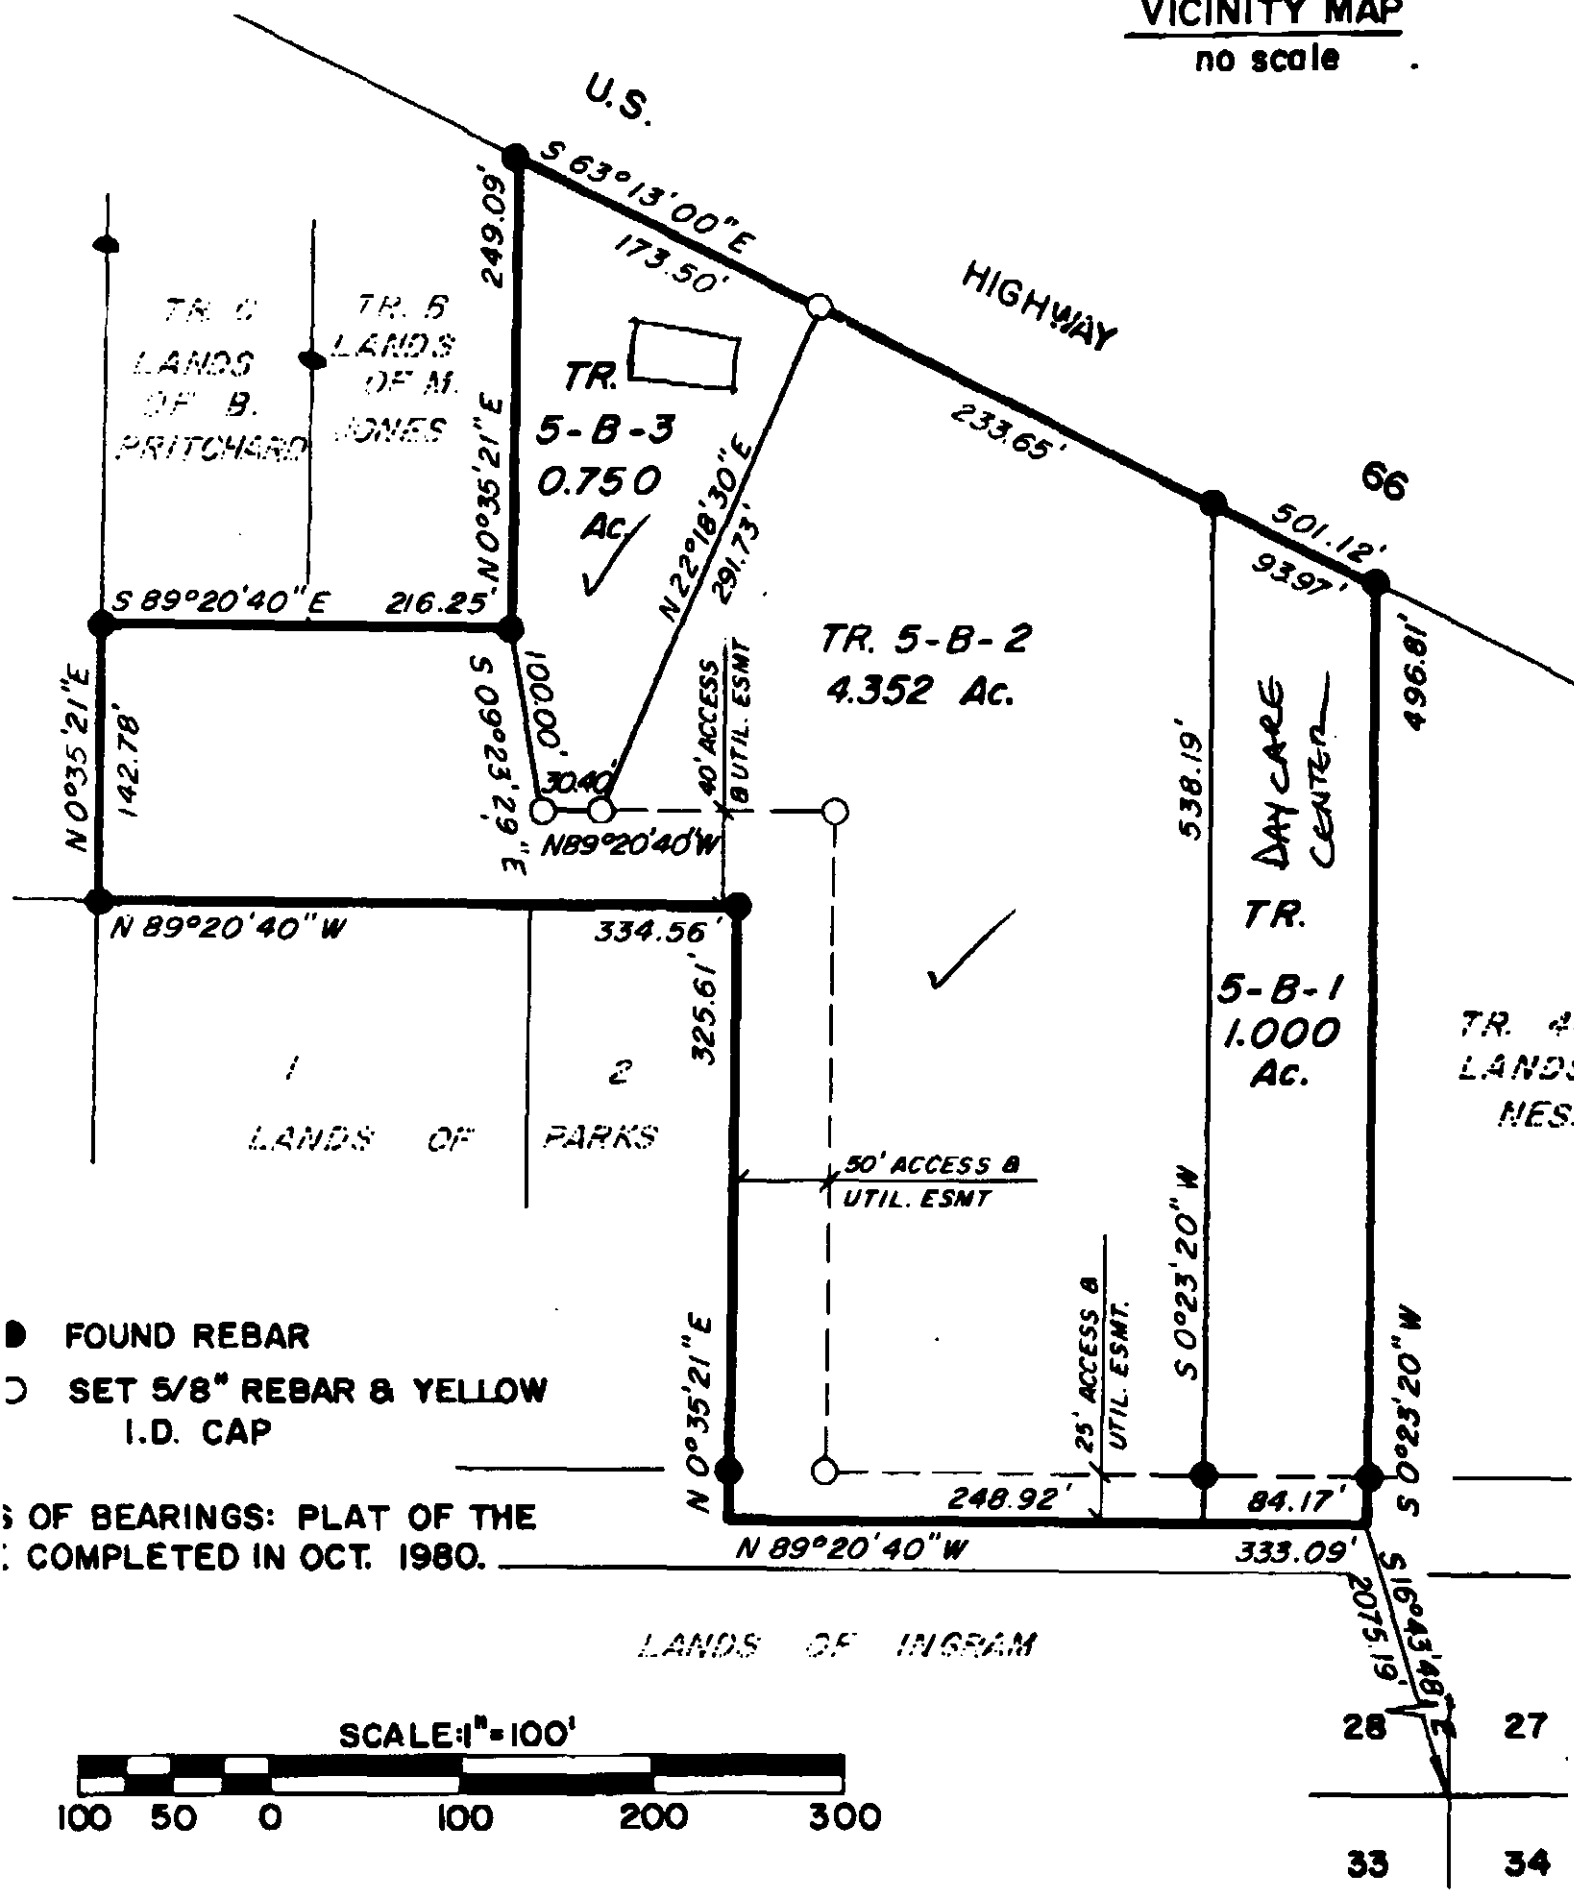 VICINITY MAP
no scale
U.S.
HIGHWAY
66
S 63°13'00" E
173.50'
233.65'
501.12'
93.97'
249.09'
N 0°35'21" E
TR. C
LANDS
OF B.
PRITCHARD
TR. B
LANDS
OF M.
JONES
TR.
5-B-3
0.750
Ac.
N 22°18'30" E
291.73'
S 89°20'40" E
216.25'
N 0°35'21" E
142.78'
S 09°23'29" E
100.00'
30.40'
N89°20'40"W
40' ACCESS
& UTIL. ESMT
TR. 5-B-2
4.352 Ac.
496.81'
538.19'
DAY CARE
CENTER
TR.
5-B-1
1.000
Ac.
N 89°20'40" W
334.56'
325.61'
1
2
LANDS OF PARKS
TR.
LANDS
50' ACCESS &
UTIL. ESMT
S 0°23'20" W
25' ACCESS &
UTIL. ESMT.
N 0°35'21" E
S 0°23'20" W
FOUND REBAR
SET 5/8" REBAR & YELLOW
I.D. CAP
248.92'
84.17'
N 89°20'40" W
333.09'
S OF BEARINGS: PLAT OF THE
COMPLETED IN OCT. 1980.
S 16°43'48" E
2075.19'
LANDS OF INGRAM
SCALE:1"=100'
100 50 0 100 200 300
28 27
33 34